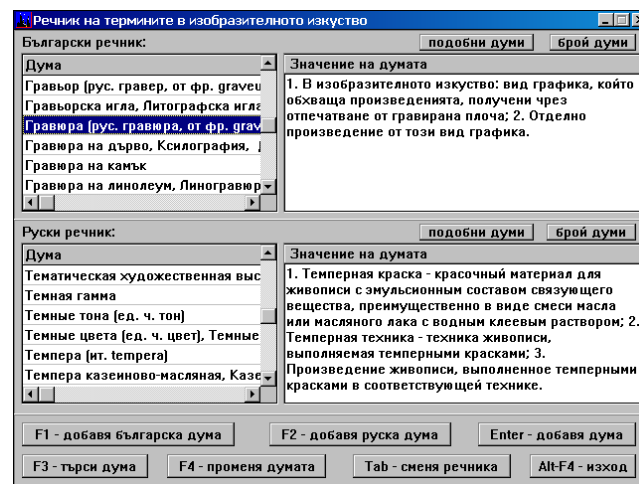 Речник на термините в изобразителното изкуство
Български речник:
подобни думи
брой думи
Дума
Гравьор (рус. гравер, от фр. graveu
Гравьорска игла, Литографска игла
Гравюра (рус. гравюра, от фр. grav
Гравюра на дърво, Ксилография,
Гравюра на камък
Гравюра на линолеум, Линогравюр
Значение на думата
1. В изобразителното изкуство: вид графика, който
обхваща произведенията, получени чрез
отпечатване от гравирана плоча; 2. Отделно
произведение от този вид графика.
Руски речник:
подобни думи
брой думи
Дума
Тематическая художественная выс
Темная гамма
Темные тона (ед. ч. тон)
Темные цвета (ед. ч. цвет), Темные
Темпера (ит. tempera)
Темпера казеиново-масляная, Казе
Значение на думата
1. Темперная краска - красочный материал для
живописи с эмульсионным составом связующего
вещества, преимущественно в виде смеси масла
или масляного лака с водным клеевым раствором; 2.
Темперная техника - техника живописи,
выполняемая темперными красками; 3.
Произведение живописи, выполненное темперными
красками в соответствующей технике.
F1 - добавя българска дума
F2 - добавя руска дума
Enter - добавя дума
F3 - търси дума
F4 - променя думата
Tab - сменя речника
Alt-F4 - изход